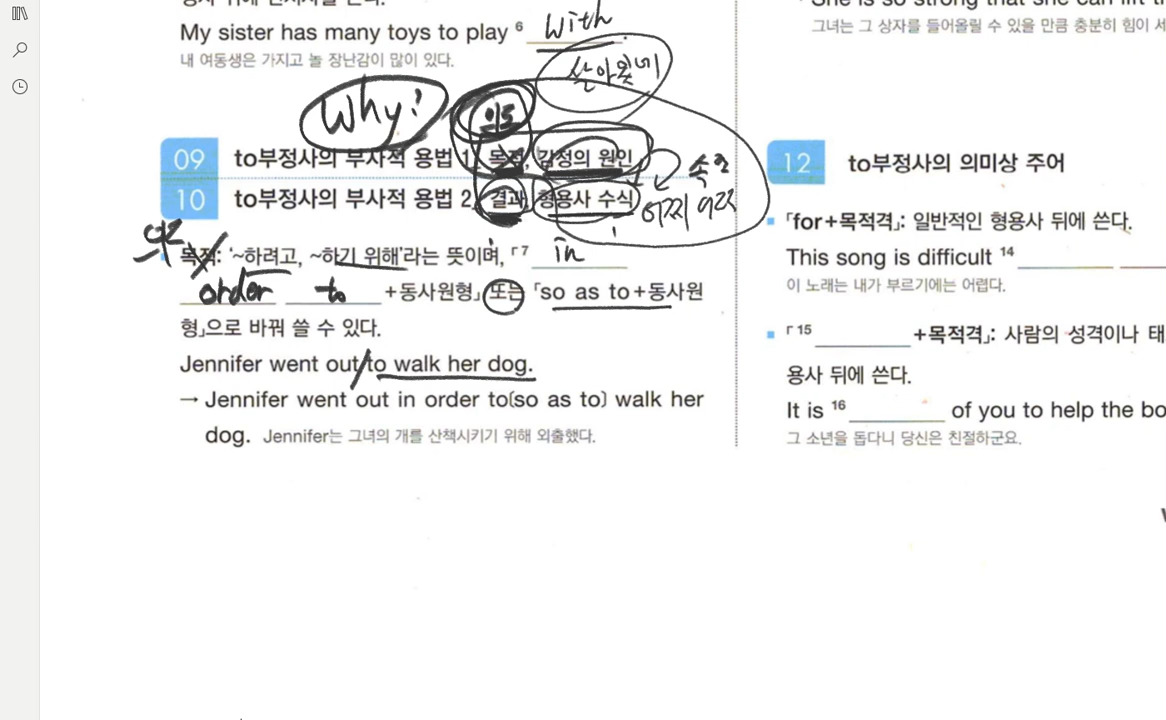 My sister has many toys to play ⁶ with
내 여동생은 가지고 놀 장난감이 많이 있다.
살아있네
Why?
의도
09 to부정사의 부사적 용법 1 목적, 감정의 원인
10 to부정사의 부사적 용법 2 결과, 형용사 수식
목적: '~하려고, ~하기 위해'라는 뜻이며, 「⁷ in
order to +동사원형」 또는 「so as to+동사원
형」으로 바꿔 쓸 수 있다.
Jennifer went out/to walk her dog.
→ Jennifer went out in order to(so as to) walk her
dog. Jennifer는 그녀의 개를 산책시키기 위해 외출했다.
그녀는 그 상자를 들어올릴 수 있을 만큼 충분히 힘이 세
12 to부정사의 의미상 주어
「for+목적격」: 일반적인 형용사 뒤에 쓴다.
This song is difficult ¹⁴
이 노래는 내가 부르기에는 어렵다.
「¹⁵ +목적격」: 사람의 성격이나 태
용사 뒤에 쓴다.
It is ¹⁶ of you to help the bo
그 소년을 돕다니 당신은 친절하군요.